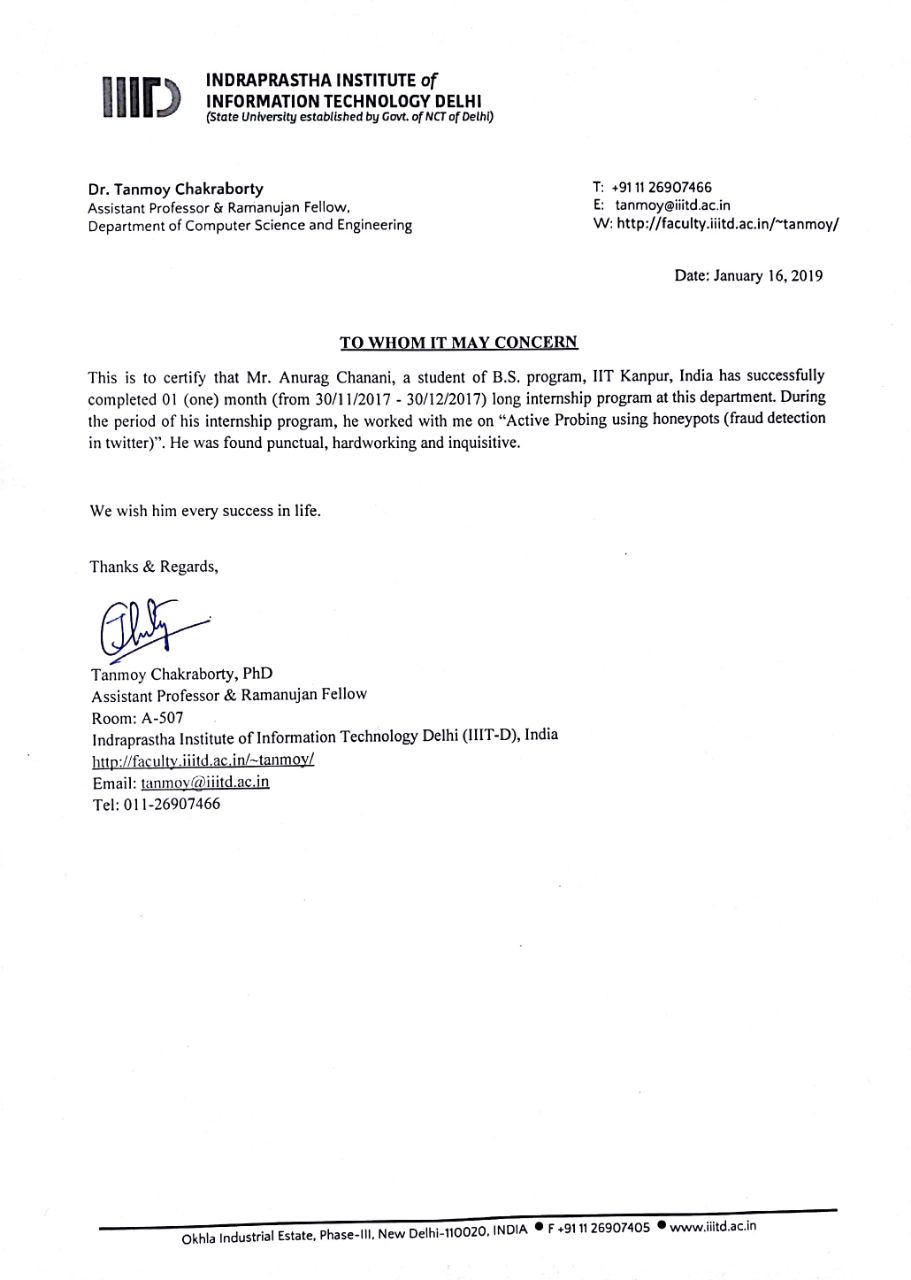 IIITD
INDRAPRASTHA INSTITUTE of
INFORMATION TECHNOLOGY DELHI
(State University established by Govt. of NCT of Delhi)
Dr. Tanmoy Chakraborty
Assistant Professor & Ramanujan Fellow,
Department of Computer Science and Engineering
T: +91 11 26907466
E: tanmoy@iiitd.ac.in
W: http://faculty.iiitd.ac.in/~tanmoy/
Date: January 16, 2019
TO WHOM IT MAY CONCERN
This is to certify that Mr. Anurag Chanani, a student of B.S. program, IIT Kanpur, India has successfully
completed 01 (one) month (from 30/11/2017 - 30/12/2017) long internship program at this department. During
the period of his internship program, he worked with me on “Active Probing using honeypots (fraud detection
in twitter)”. He was found punctual, hardworking and inquisitive.
We wish him every success in life.
Thanks & Regards,
Tanmoy Chakraborty, PhD
Assistant Professor & Ramanujan Fellow
Room: A-507
Indraprastha Institute of Information Technology Delhi (IIIT-D), India
http://faculty.iiitd.ac.in/~tanmoy/
Email: tanmoy@iiitd.ac.in
Tel: 011-26907466
Okhla Industrial Estate, Phase-III, New Delhi-110020, INDIA ● F +91 11 26907405 ● www.iiitd.ac.in